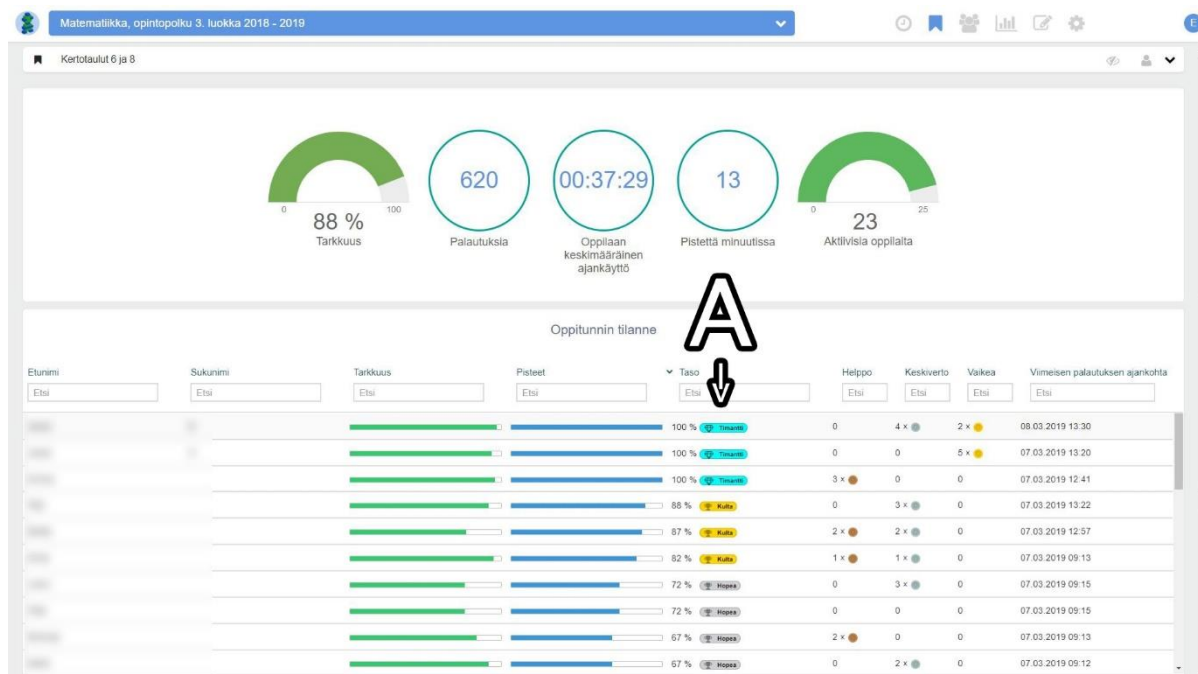 Matematiikka, opintopolku 3. luokka 2018 - 2019
E
Kertotaulut 6 ja 8
620 00:37:29 13
0 100 0 25
88 % 23
Tarkkuus Palautuksia Oppilaan Pistettä minuutissa Aktiivisia oppilaita
keskimääräinen
ajankäyttö
A
Oppitunnin tilanne
Etunimi Sukunimi Tarkkuus Pisteet Taso Helppo Keskiverto Vaikea Viimeisen palautuksen ajankohta
Etsi Etsi Etsi Etsi Etsi Etsi Etsi Etsi Etsi
100 % Timantti 0 4 × 2 × 08.03.2019 13:30
100 % Timantti 0 0 5 × 07.03.2019 13:20
100 % Timantti 3 × 0 0 07.03.2019 12:41
88 % Kulta 0 3 × 0 07.03.2019 13:22
87 % Kulta 2 × 2 × 0 07.03.2019 12:57
82 % Kulta 1 × 1 × 0 07.03.2019 09:13
72 % Hopea 0 3 × 0 07.03.2019 09:15
72 % Hopea 0 0 0 07.03.2019 09:15
67 % Hopea 2 × 0 0 07.03.2019 09:13
67 % Hopea 0 2 × 0 07.03.2019 09:12